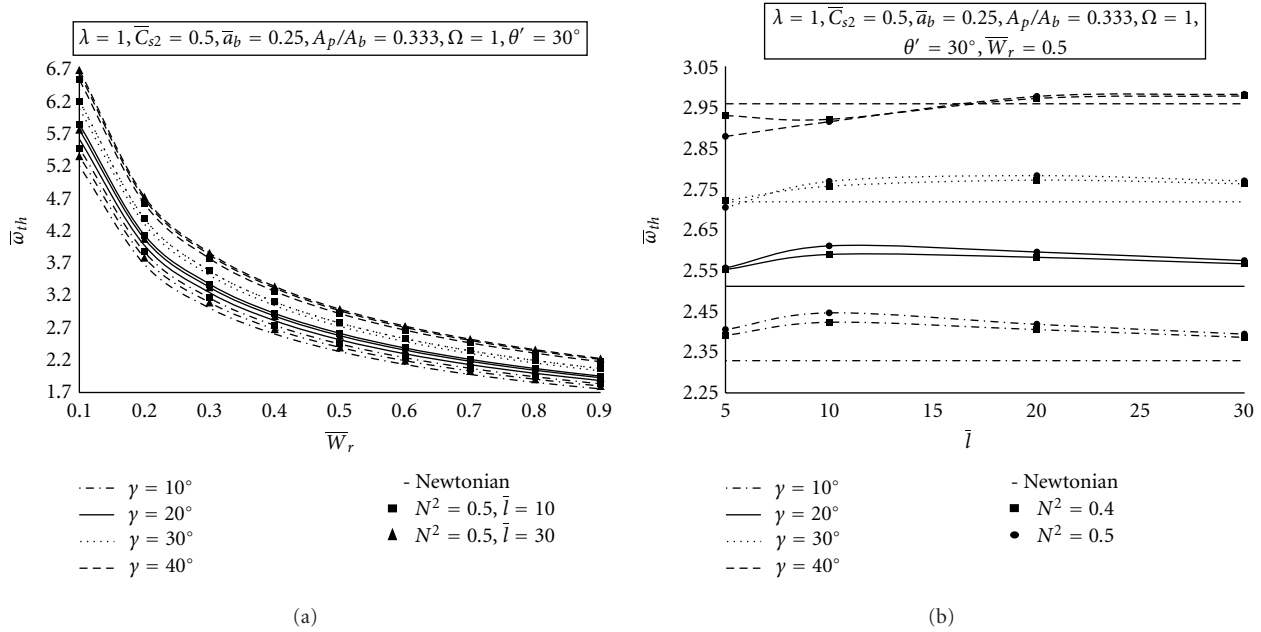 λ = 1, C̅s2 = 0.5, a̅b = 0.25, Ap/Ab = 0.333, Ω = 1, θ′ = 30°
6.7
6.2
5.7
5.2
4.7
4.2
3.7
3.2
2.7
2.2
1.7
ω̅th
0.1 0.2 0.3 0.4 0.5 0.6 0.7 0.8 0.9
W̅r
γ = 10°
γ = 20°
γ = 30°
γ = 40°
- Newtonian
N² = 0.5, l̅ = 10
N² = 0.5, l̅ = 30
(a)
λ = 1, C̅s2 = 0.5, a̅b = 0.25, Ap/Ab = 0.333, Ω = 1,
θ′ = 30°, W̅r = 0.5
3.05
2.95
2.85
2.75
2.65
2.55
2.45
2.35
2.25
ω̅th
5 10 15 20 25 30
l̅
γ = 10°
γ = 20°
γ = 30°
γ = 40°
- Newtonian
N² = 0.4
N² = 0.5
(b)